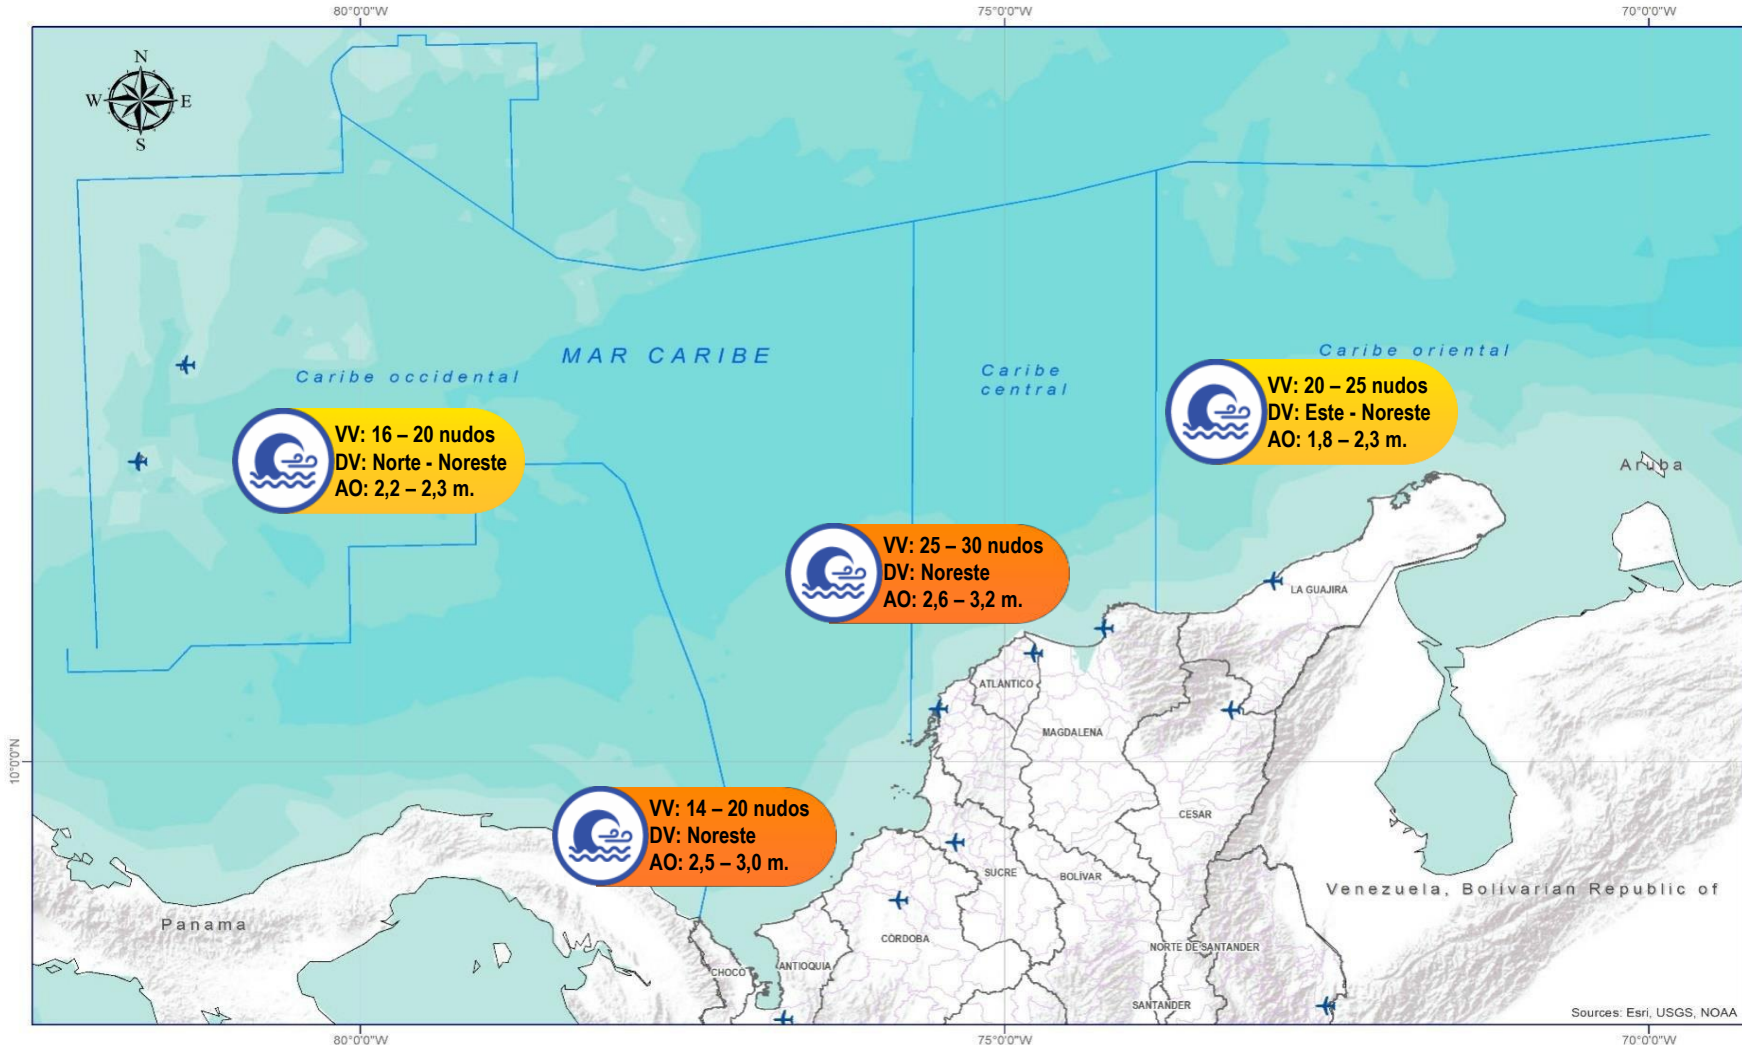 80°0'0"W
75°0'0"W
70°0'0"W
N
W
E
S
MAR CARIBE
Caribe occidental
Caribe
central
Caribe oriental
VV: 20 – 25 nudos
DV: Este - Noreste
AO: 1,8 – 2,3 m.
VV: 16 – 20 nudos
DV: Norte - Noreste
AO: 2,2 – 2,3 m.
Aruba
VV: 25 – 30 nudos
DV: Noreste
AO: 2,6 – 3,2 m.
LA GUAJIRA
ATLÁNTICO
MAGDALENA
10°0'0"N
VV: 14 – 20 nudos
DV: Noreste
AO: 2,5 – 3,0 m.
CESAR
SUCRE
BOLÍVAR
Venezuela, Bolivarian Republic of
Panama
CÓRDOBA
NORTE DE SANTANDER
CHOCÓ
ANTIOQUIA
SANTANDER
Sources: Esri, USGS, NOAA
80°0'0"W
75°0'0"W
70°0'0"W